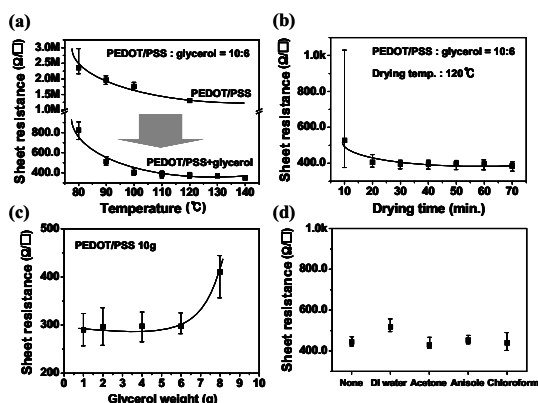 (a)
Sheet resistance (Ω/□)
3.0M
2.5M
2.0M
1.5M
1.0M
800.0
600.0
400.0
PEDOT/PSS : glycerol = 10:6
PEDOT/PSS
PEDOT/PSS+glycerol
80 90 100 110 120 130 140
Temperature (℃)
(b)
Sheet resistance (Ω/□)
1.0k
800.0
600.0
400.0
PEDOT/PSS : glycerol = 10:6
Drying temp. : 120℃
10 20 30 40 50 60 70
Drying time (min.)
(c)
Sheet resistance (Ω/□)
500
400
300
200
PEDOT/PSS 10g
0 1 2 3 4 5 6 7 8 9 10
Glycerol weight (g)
(d)
Sheet resistance (Ω/□)
1.0k
800.0
600.0
400.0
None DI water Acetone Anisole Chloroform